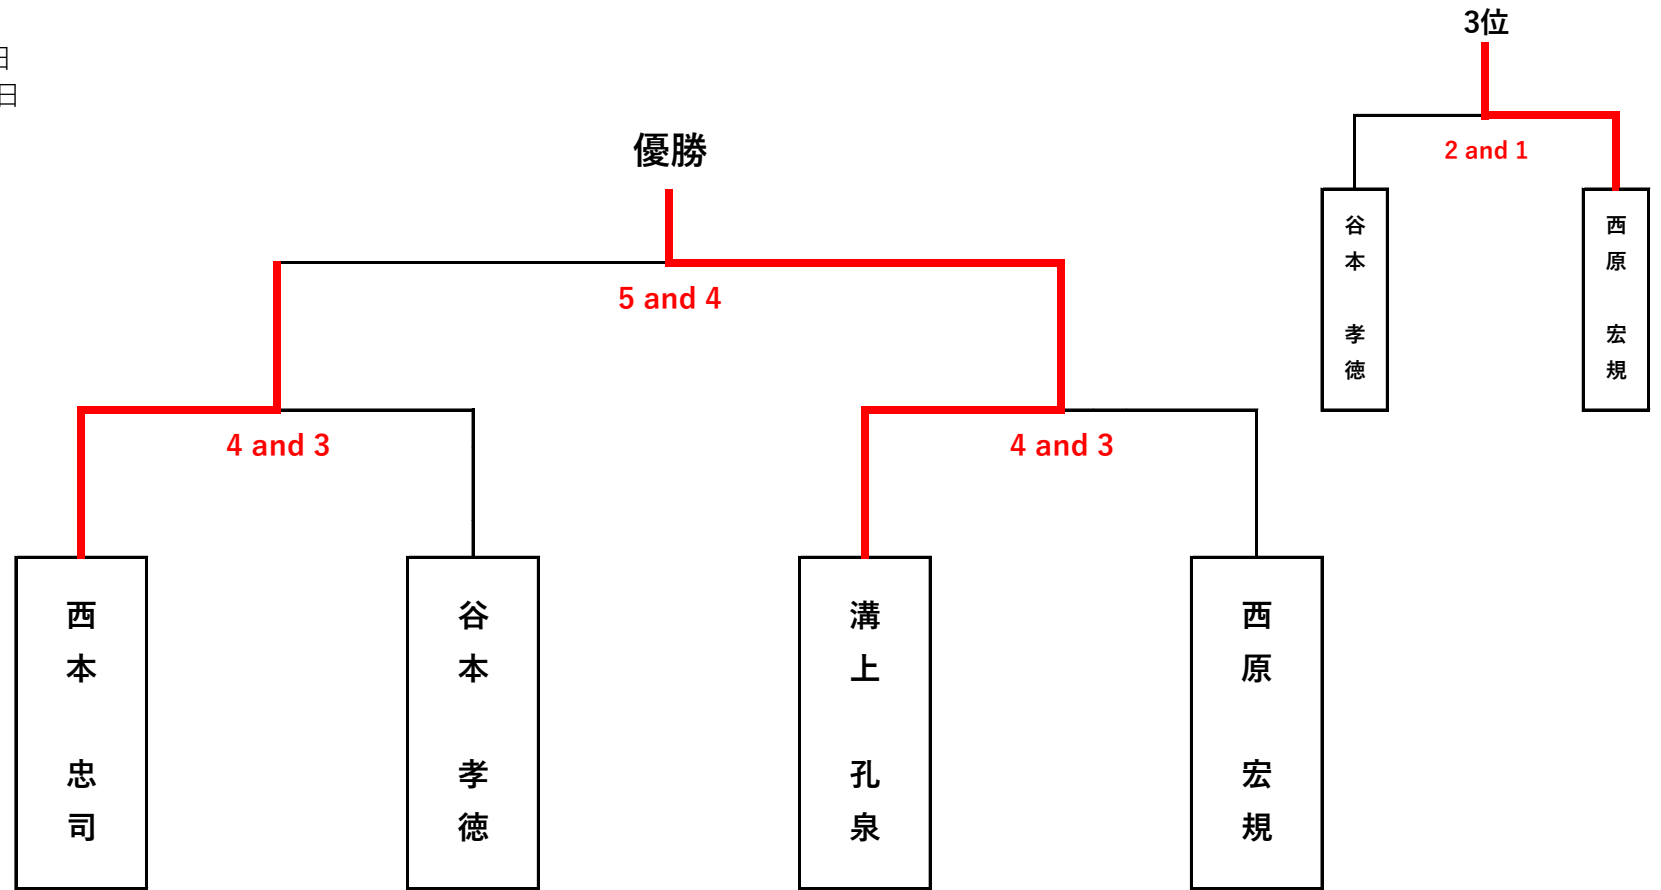 日
日
3位
2 and 1
谷本 孝徳
西原 宏規
優勝
5 and 4
4 and 3
4 and 3
西本 忠司
谷本 孝徳
溝上 孔泉
西原 宏規